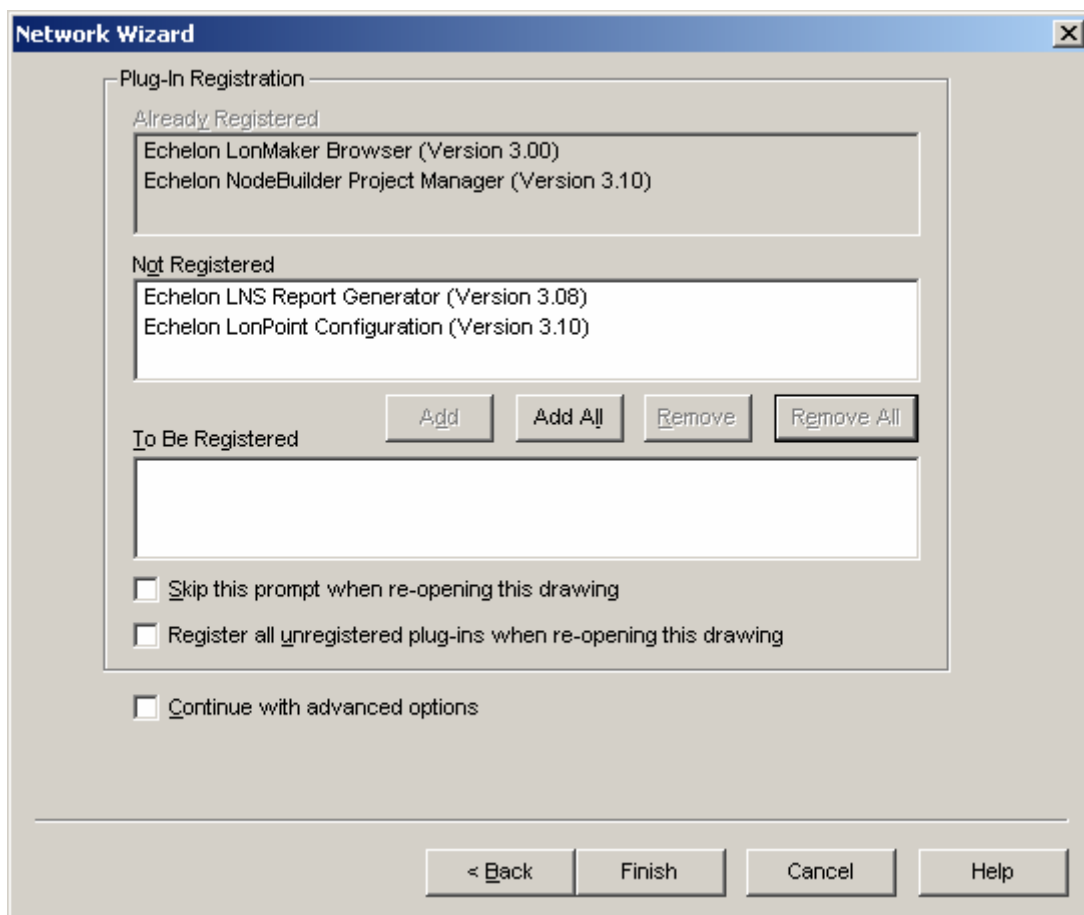 Network Wizard
Plug-In Registration
Already Registered
Echelon LonMaker Browser (Version 3.00)
Echelon NodeBuilder Project Manager (Version 3.10)
Not Registered
Echelon LNS Report Generator (Version 3.08)
Echelon LonPoint Configuration (Version 3.10)
Add Add All Remove Remove All
To Be Registered
Skip this prompt when re-opening this drawing
Register all unregistered plug-ins when re-opening this drawing
Continue with advanced options
< Back Finish Cancel Help